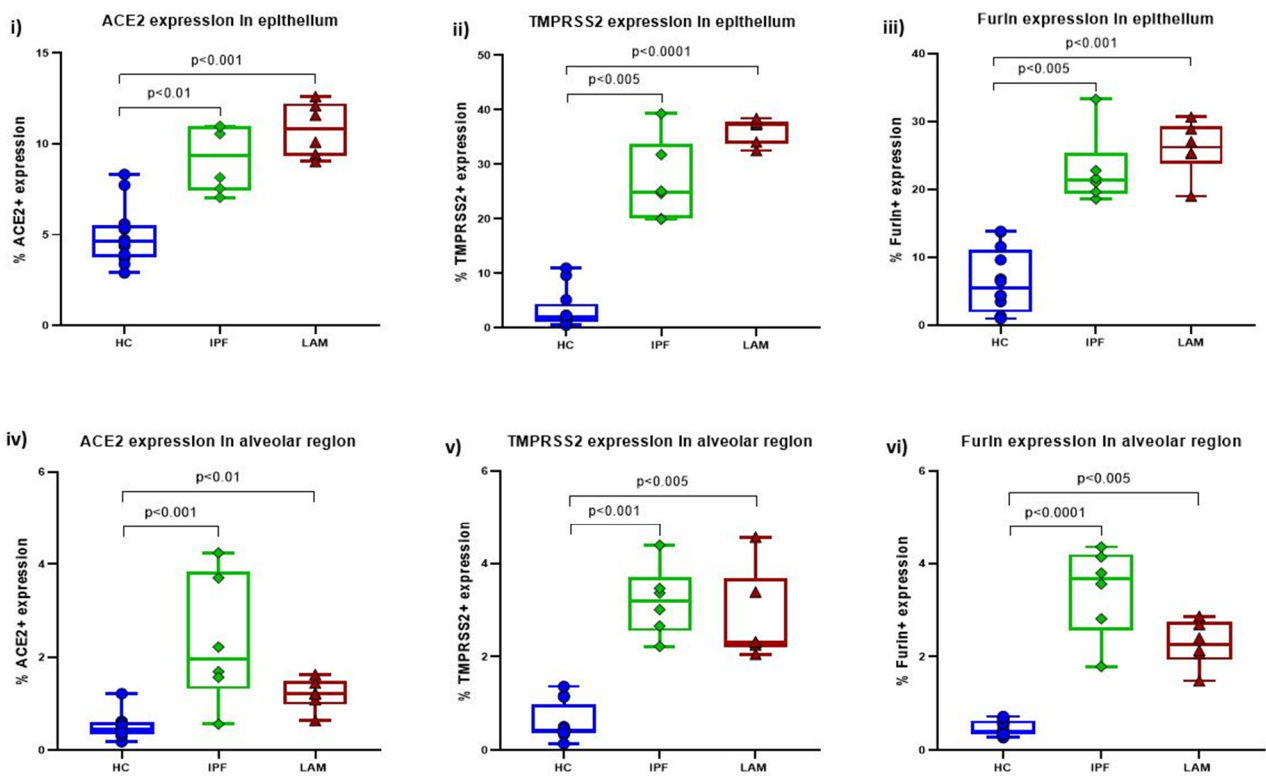 i)
ACE2 expression in epithelium
15
10
5
0
% ACE2+ expression
p<0.001
p<0.01
HC IPF LAM
ii)
TMPRSS2 expression in epithelium
50
40
30
20
10
0
% TMPRSS2+ expression
p<0.0001
p<0.005
HC IPF LAM
iii)
Furin expression in epithelium
40
30
20
10
0
% Furin+ expression
p<0.001
p<0.005
HC IPF LAM
iv)
ACE2 expression in alveolar region
6
4
2
0
% ACE2+ expression
p<0.01
p<0.001
HC IPF LAM
v)
TMPRSS2 expression in alveolar region
6
4
2
0
% TMPRSS2+ expression
p<0.005
p<0.001
HC IPF LAM
vi)
Furin expression in alveolar region
6
4
2
0
% Furin+ expression
p<0.005
p<0.0001
HC IPF LAM